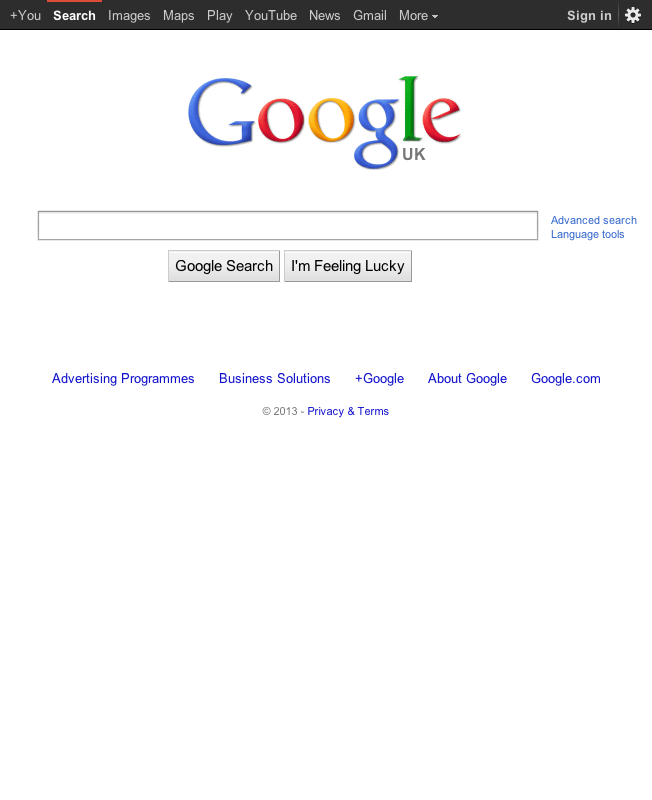 +You Search Images Maps Play YouTube News Gmail More Sign in
Google
UK
Advanced search
Language tools
Google Search I'm Feeling Lucky
Advertising Programmes Business Solutions +Google About Google Google.com
© 2013 - Privacy & Terms